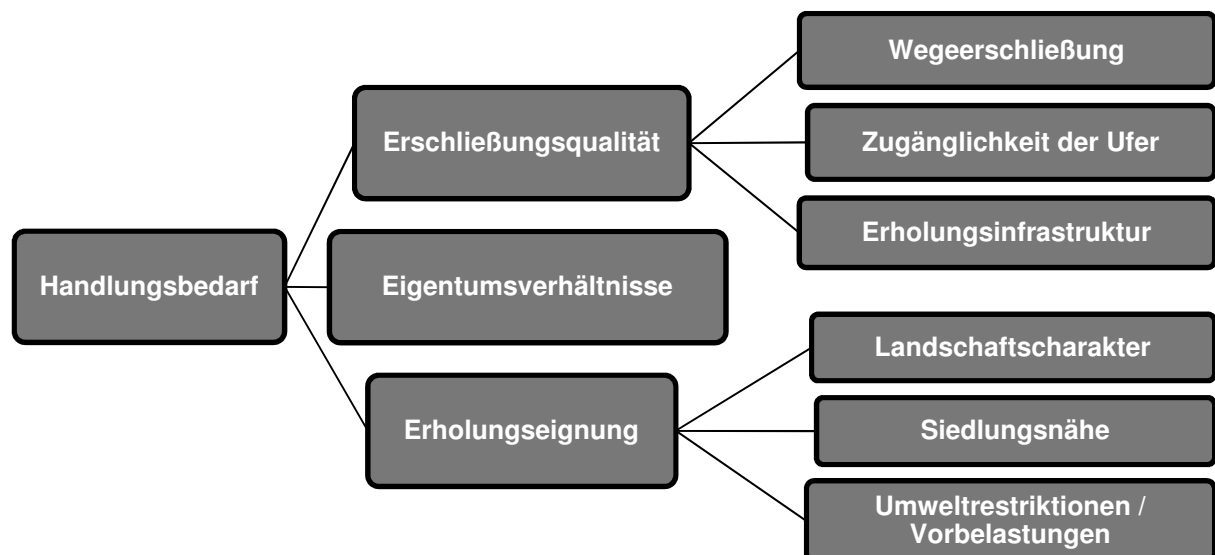 Handlungsbedarf
Erschließungsqualität
Wegeerschließung
Zugänglichkeit der Ufer
Erholungsinfrastruktur
Eigentumsverhältnisse
Erholungseignung
Landschaftscharakter
Siedlungsnähe
Umweltrestriktionen /
Vorbelastungen